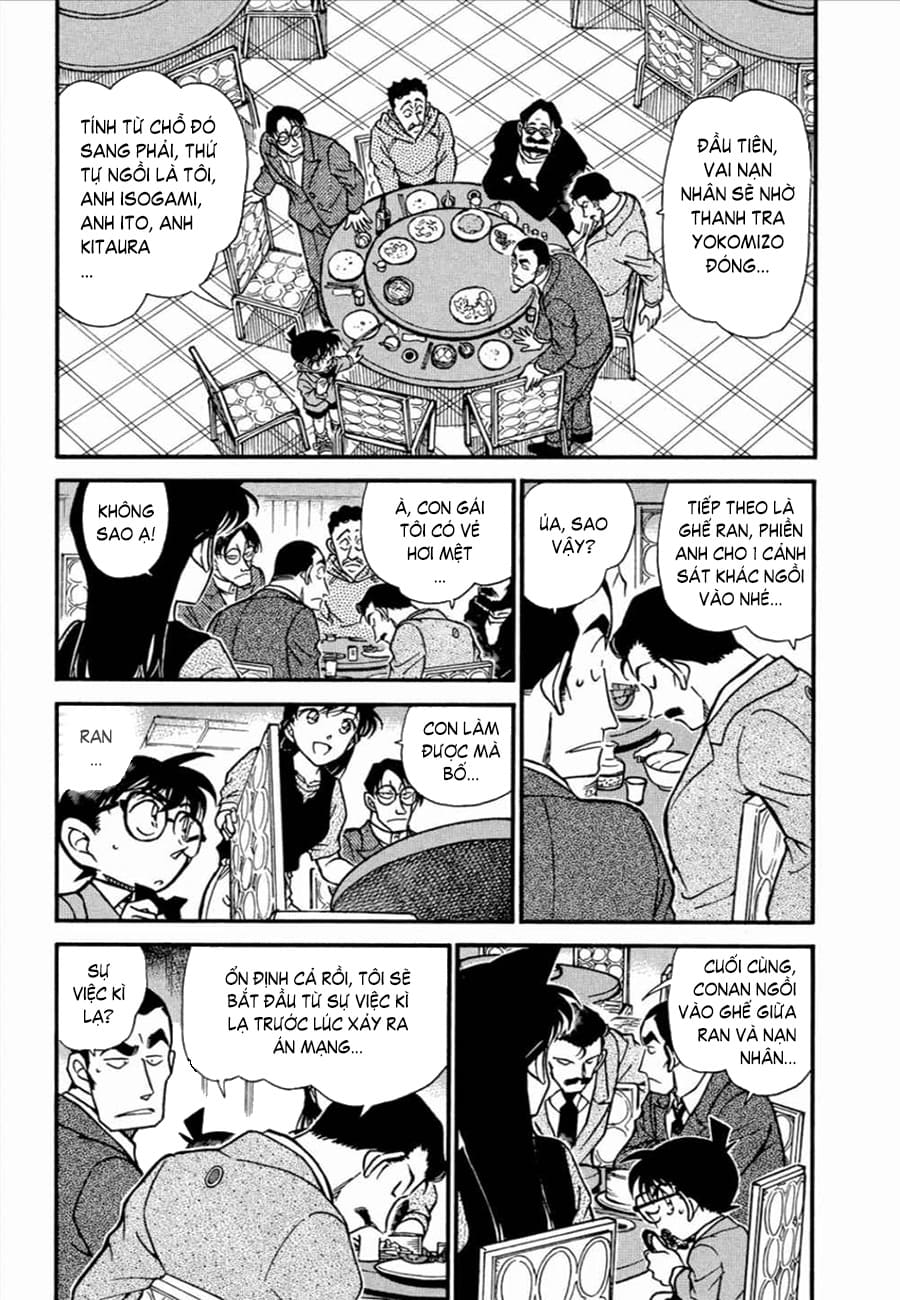 ĐẦU TIÊN,
VAI NẠN
NHÂN SẼ NHỜ
THANH TRA
YOKOMIZO
ĐÓNG...
TÍNH TỪ CHỖ ĐÓ
SANG PHẢI, THỨ
TỰ NGỒI LÀ TÔI,
ANH ISOGAMI,
ANH ITO, ANH
KITAURA
...
TIẾP THEO LÀ
GHẾ RAN, PHIỀN
ANH CHO 1 CẢNH
SÁT KHÁC NGỒI
VÀO NHÉ...
ỦA, SAO
VẬY?
À, CON GÁI
TÔI CÓ VẺ
HƠI MỆT
...
KHÔNG
SAO Ạ!
CON LÀM
ĐƯỢC MÀ
BỐ...
RAN
...
CUỐI CÙNG,
CONAN NGỒI
VÀO GHẾ GIỮA
RAN VÀ NẠN
NHÂN...
ỔN ĐỊNH CẢ RỒI, TÔI SẼ
BẮT ĐẦU TỪ SỰ VIỆC KÌ
LẠ TRƯỚC LÚC XẢY RA
ÁN MẠNG...
SỰ
VIỆC KÌ
LẠ?